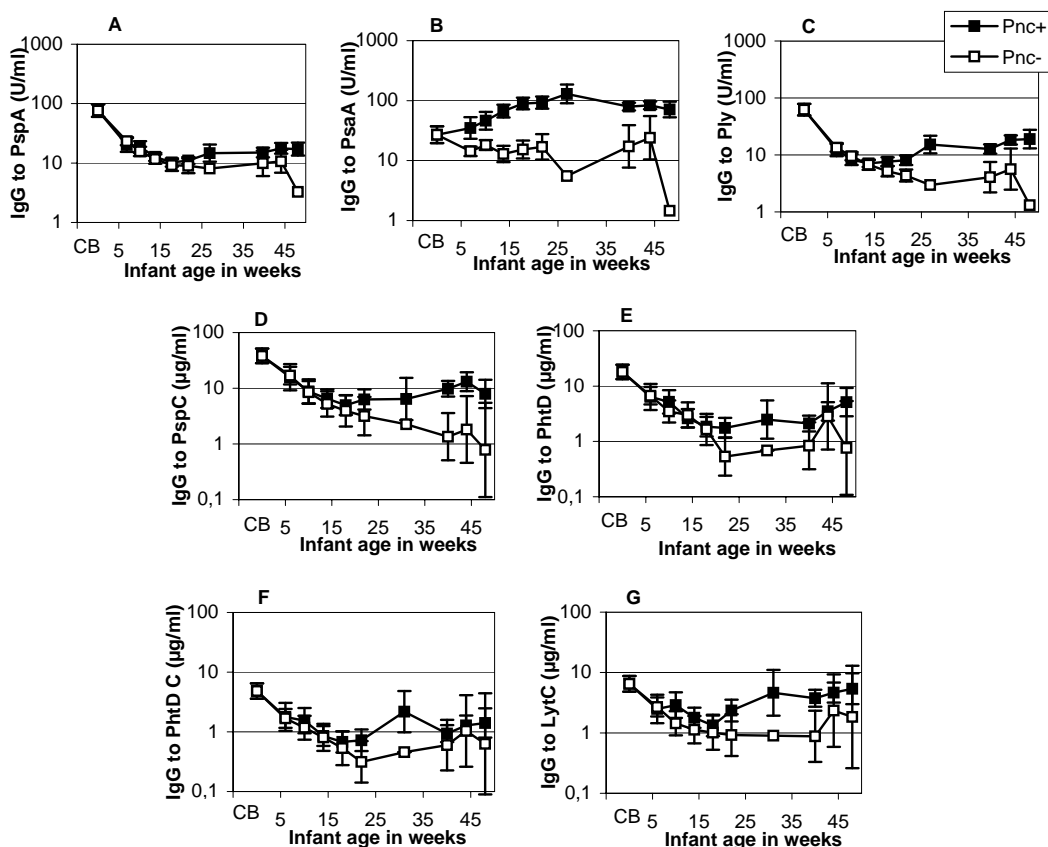 A
IgG to PspA (U/ml)
1000
100
10
1
CB 5 15 25 35 45
Infant age in weeks
B
IgG to PsaA (U/ml)
1000
100
10
1
CB 5 15 25 35 45
Infant age in weeks
C
IgG to Ply (U/ml)
1000
100
10
1
CB 5 15 25 35 45
Infant age in weeks
Pnc+
Pnc-
D
IgG to PspC (µg/ml)
100
10
1
0,1
CB 5 15 25 35 45
Infant age in weeks
E
IgG to PhtD (µg/ml)
100
10
1
0,1
CB 5 15 25 35 45
Infant age in weeks
F
IgG to PhtD C (µg/ml)
100
10
1
0,1
CB 5 15 25 35 45
Infant age in weeks
G
IgG to LytC (µg/ml)
100
10
1
0,1
CB 5 15 25 35 45
Infant age in weeks